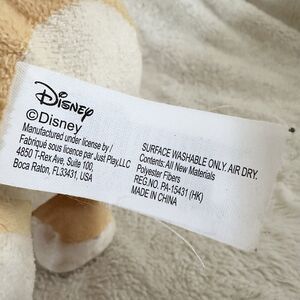 Disney
©Disney
Manufactured under license by /
Fabriqué sous licence par Just Play, LLC
4850 T-Rex Ave, Suite 100,
Boca Raton, FL33431, USA
SURFACE WASHABLE ONLY. AIR DRY.
Contents: All New Materials
Polyester Fibers
REG.NO. PA-15431 (HK)
MADE IN CHINA